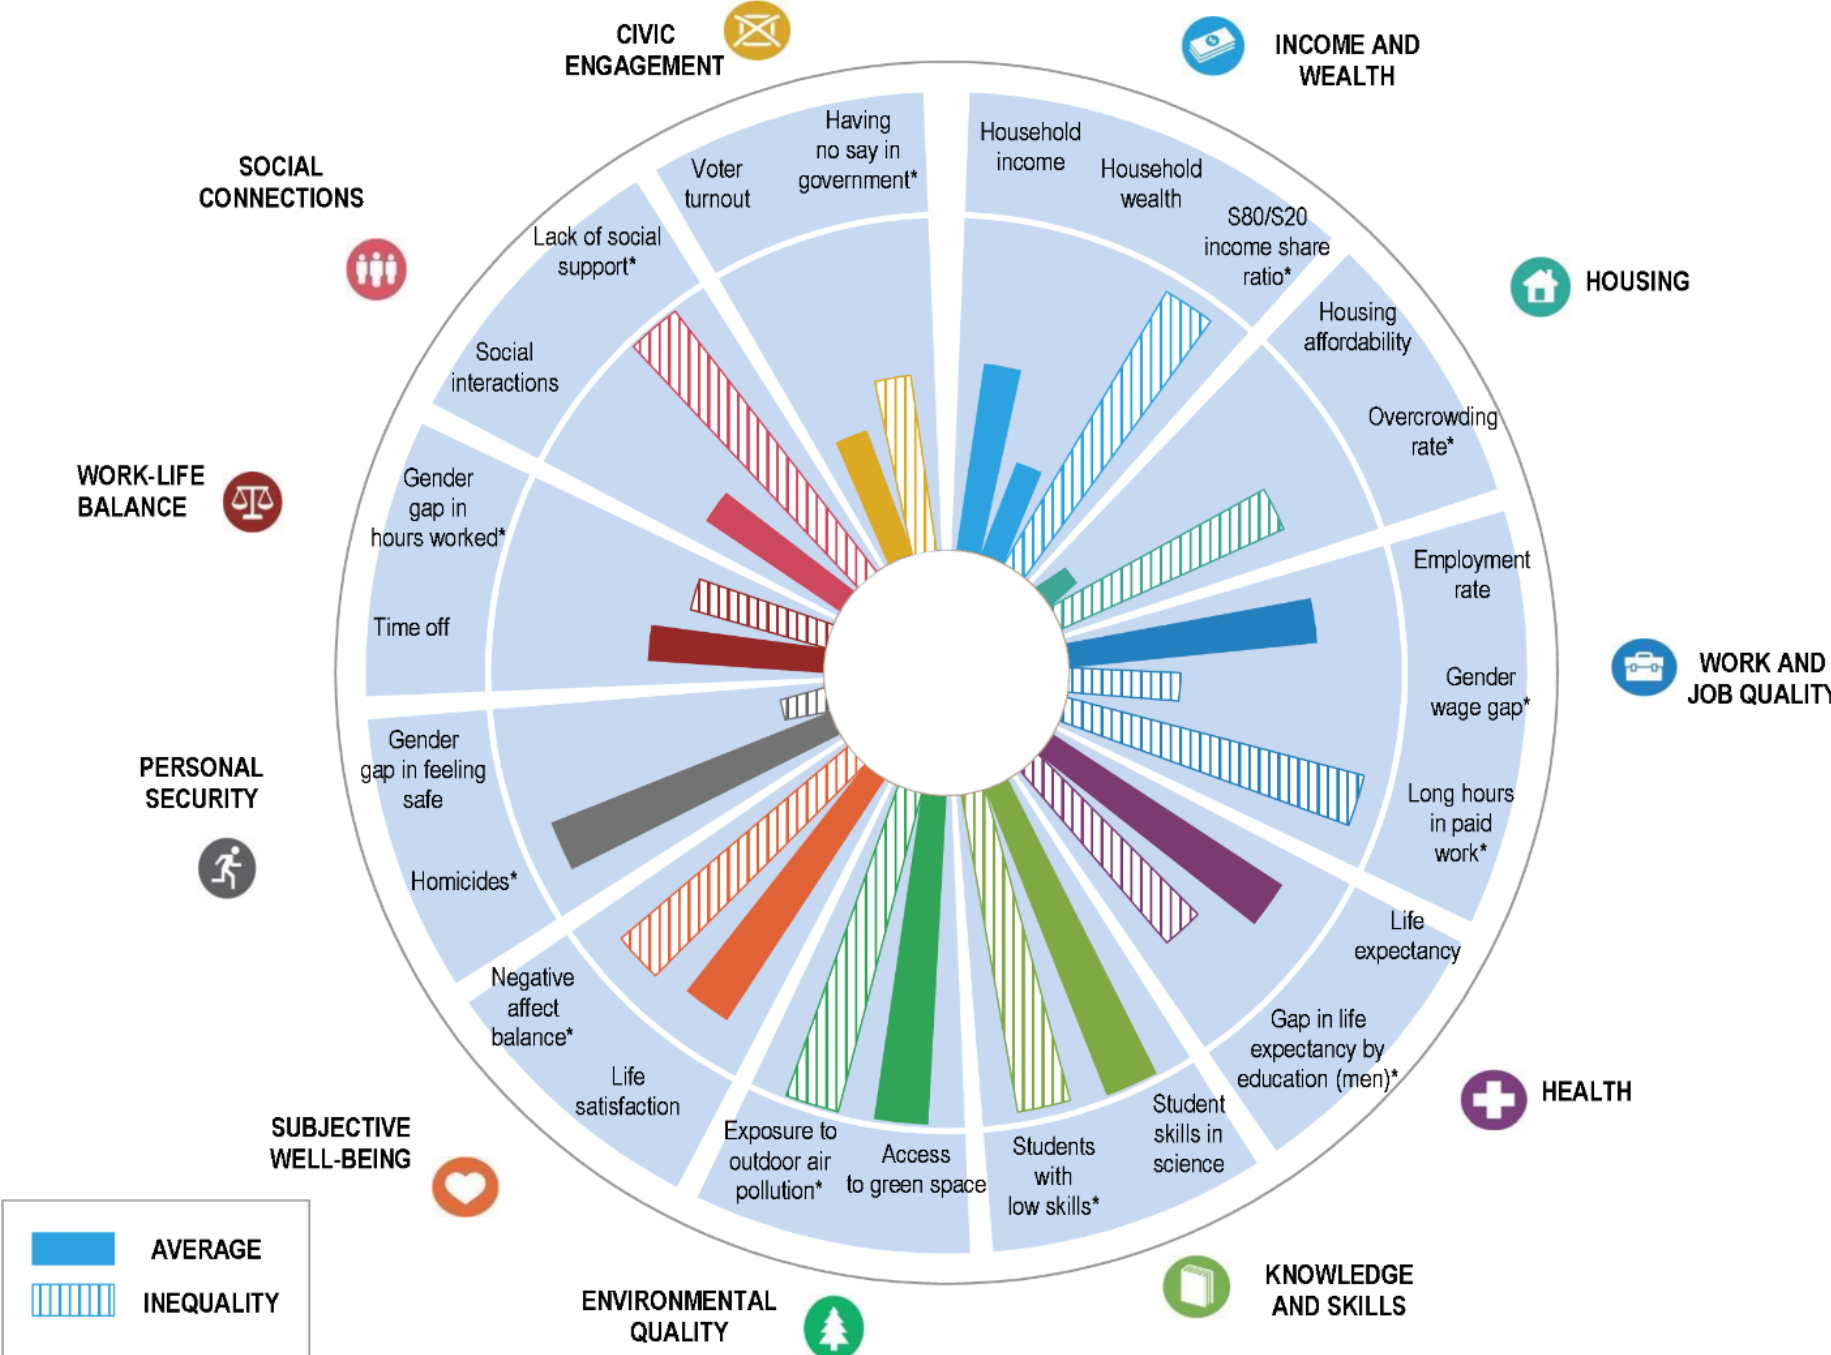 CIVIC
ENGAGEMENT
INCOME AND
WEALTH
SOCIAL
CONNECTIONS
HOUSING
WORK-LIFE
BALANCE
WORK AND
JOB QUALITY
PERSONAL
SECURITY
HEALTH
SUBJECTIVE
WELL-BEING
KNOWLEDGE
AND SKILLS
ENVIRONMENTAL
QUALITY
Having
no say in
government*
Voter
turnout
Household
income
Household
wealth
S80/S20
income share
ratio*
Lack of social
support*
Social
interactions
Housing
affordability
Overcrowding
rate*
Gender
gap in
hours worked*
Time off
Employment
rate
Gender
wage gap*
Long hours
in paid
work*
Gender
gap in feeling
safe
Homicides*
Life
expectancy
Gap in life
expectancy by
education (men)*
Negative
affect
balance*
Life
satisfaction
Exposure to
outdoor air
pollution*
Access
to green space
Students
with
low skills*
Student
skills in
science
AVERAGE
INEQUALITY